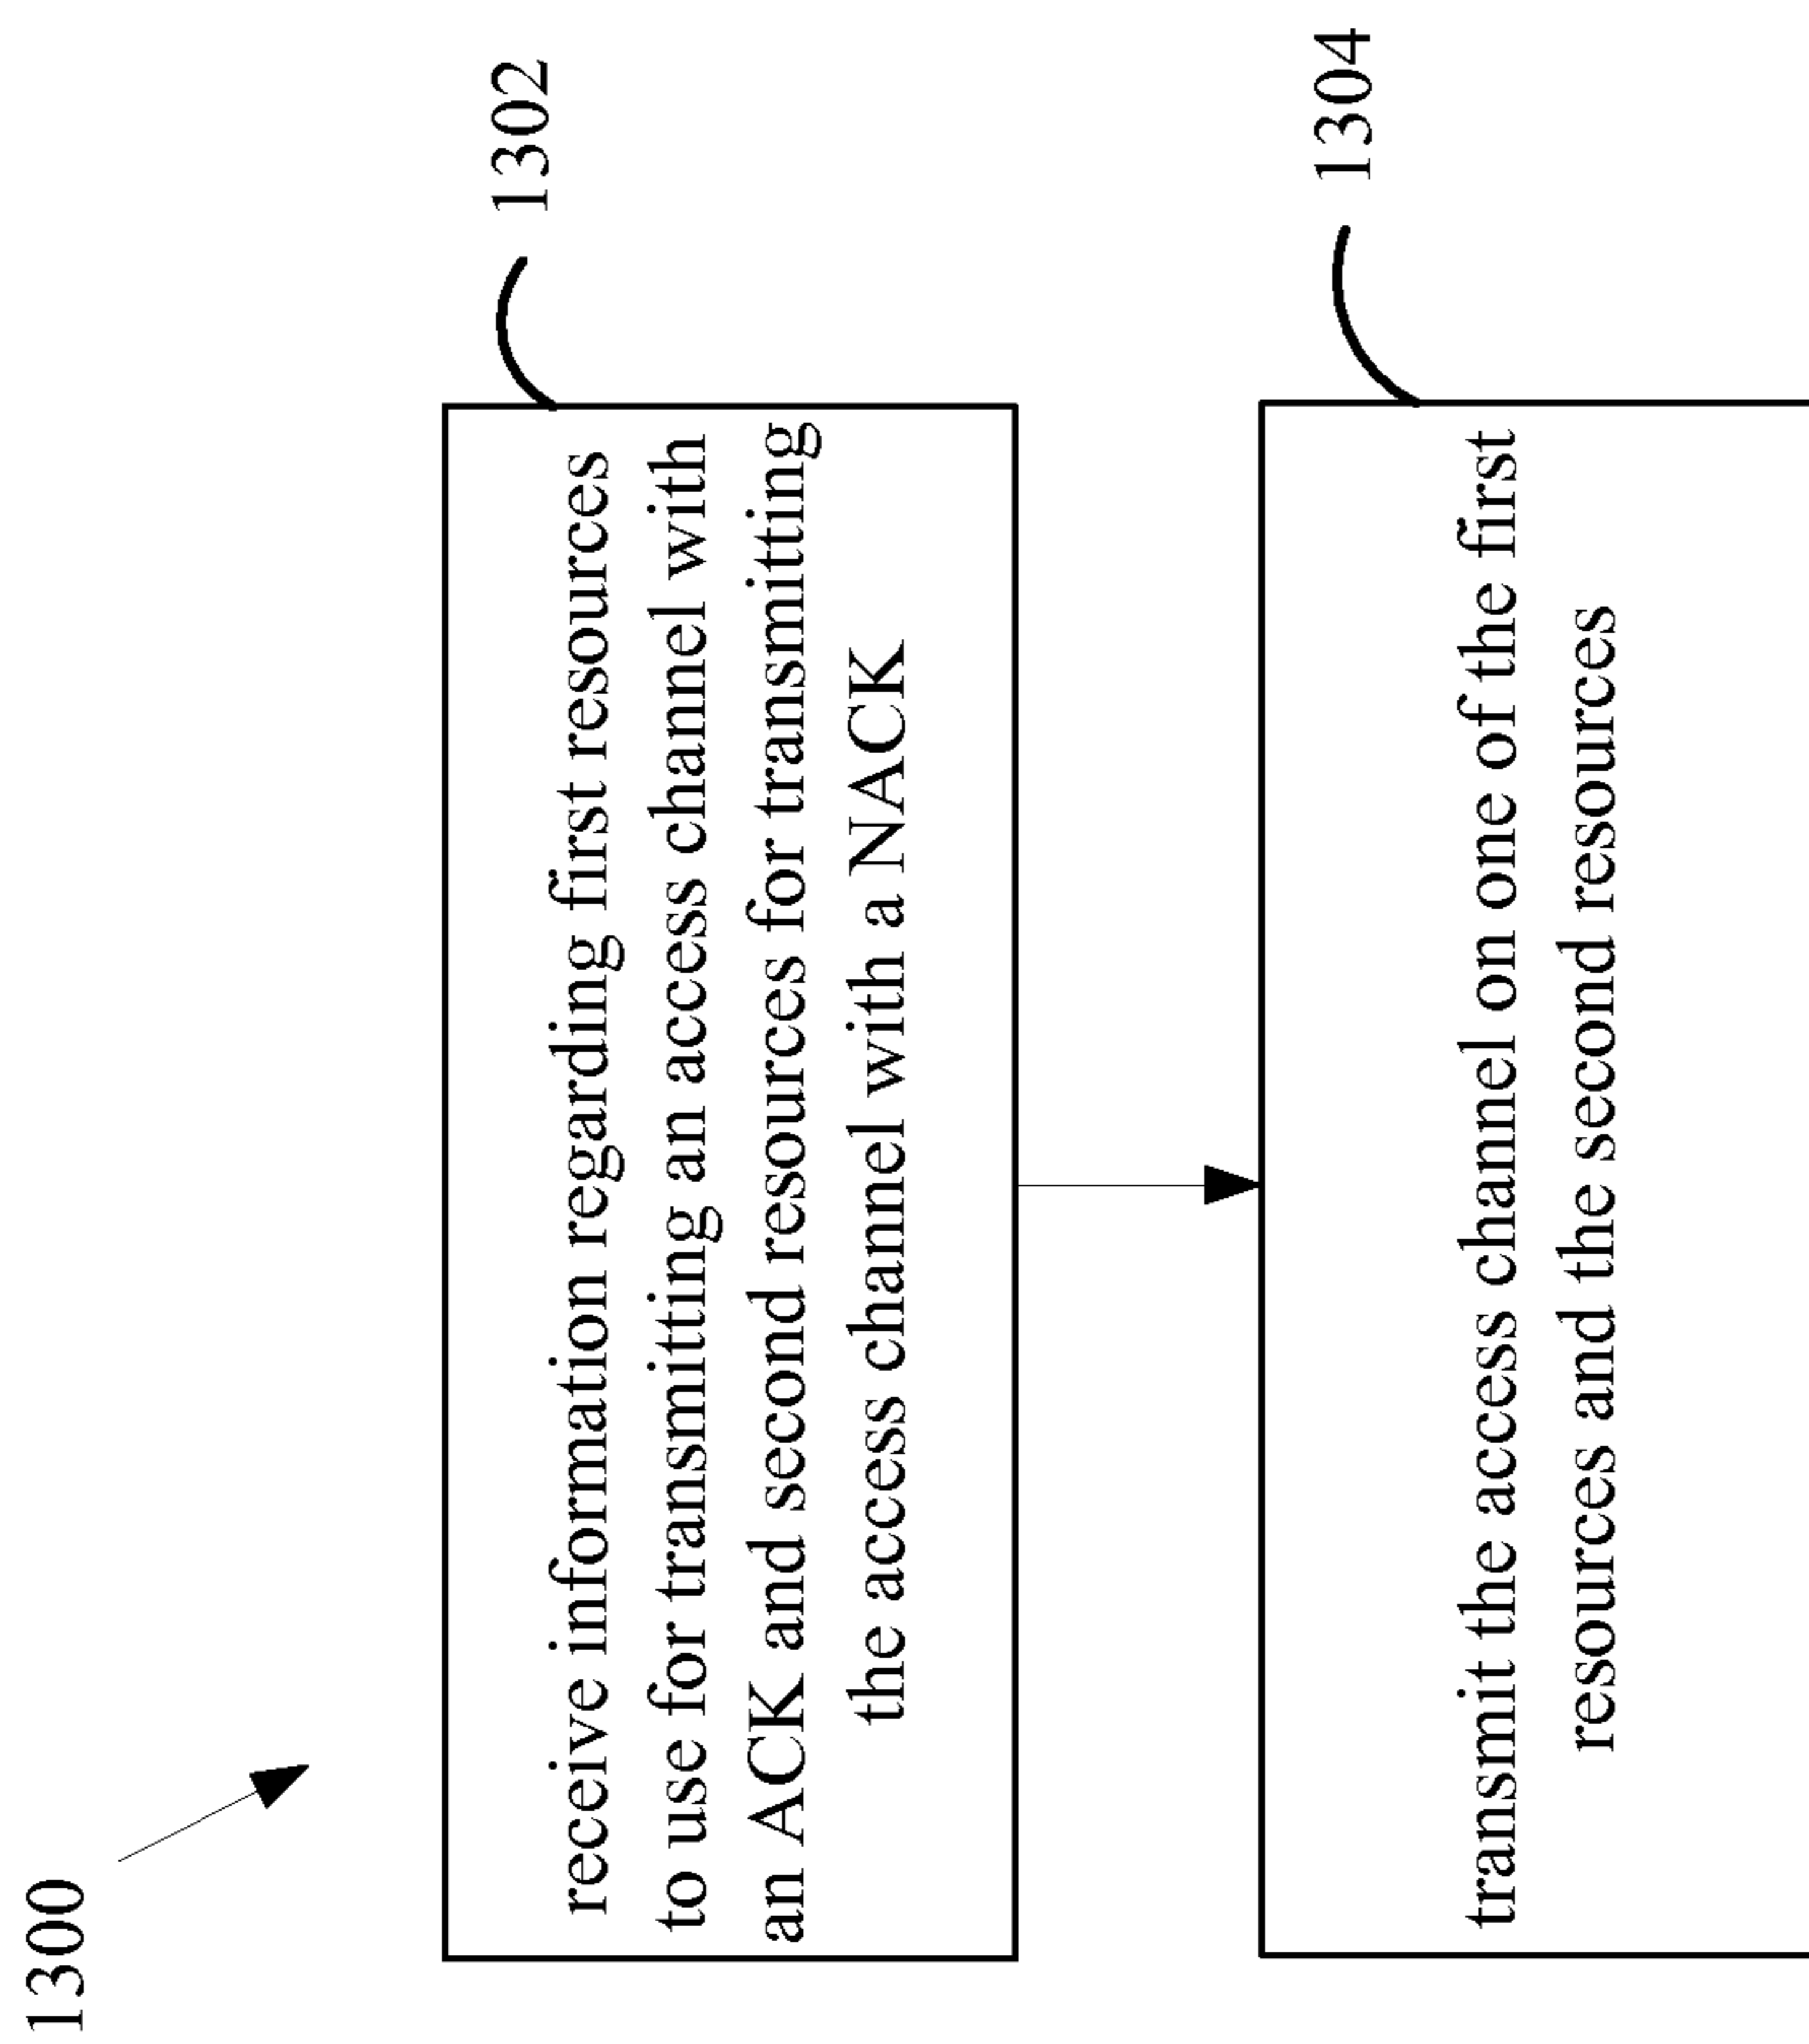 1300
1302
receive information regarding first resources
to use for transmitting an access channel with
an ACK and second resources for transmitting
the access channel with a NACK
1304
transmit the access channel on one of the first
resources and the second resources